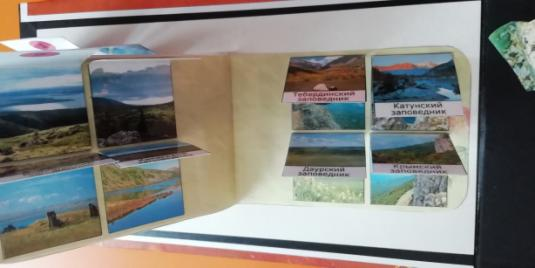 Тебердинский
заповедник
Катунский
заповедник
Даурский
заповедник
Крымский
заповедник